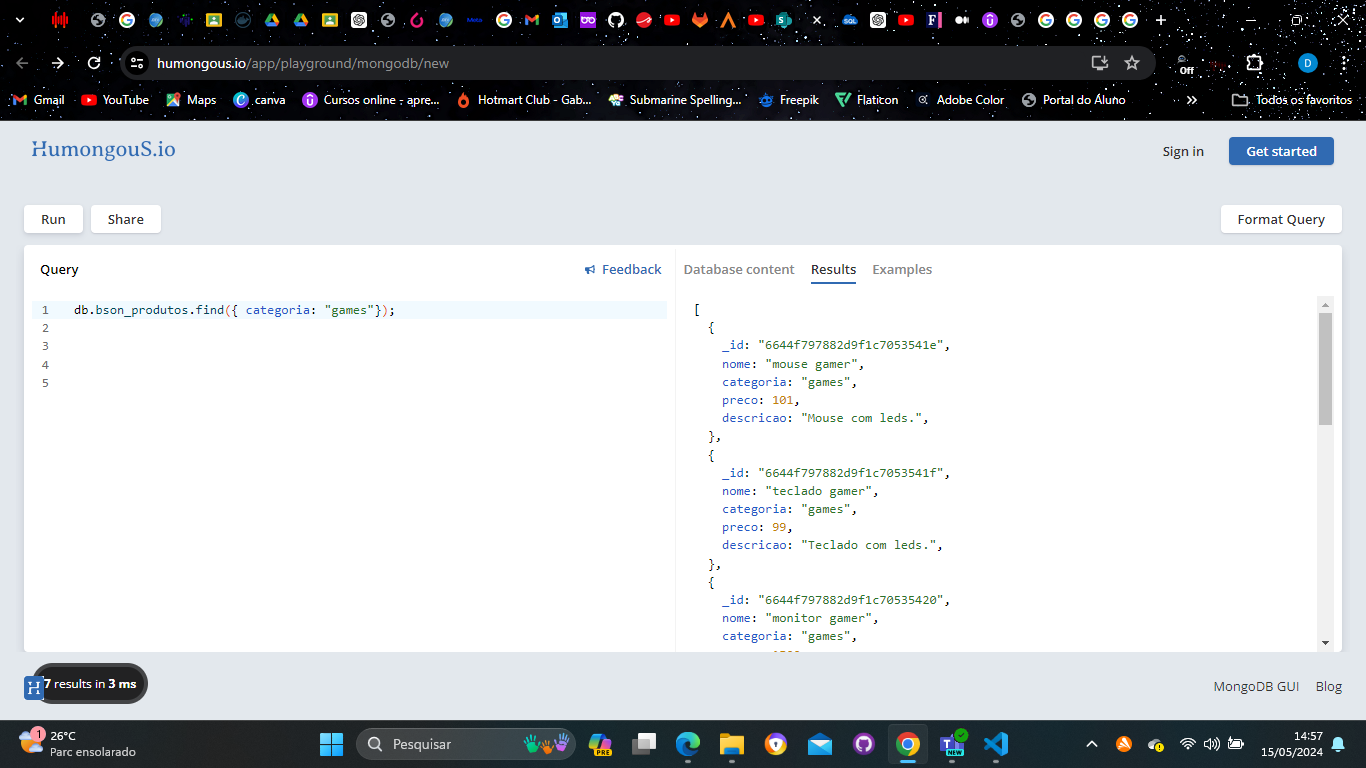 humongous.io/app/playground/mongodb/new
Off
D
Gmail
YouTube
Maps
canva
Cursos online - apre...
Hotmart Club - Gab...
Submarine Spelling...
Freepik
Flaticon
Adobe Color
Portal do Aluno
»
Todos os favoritos
HumongouS.io
Sign in
Get started
Run
Share
Format Query
Query
Feedback
Database content
Results
Examples
1 db.bson_produtos.find({ categoria: "games"});
2
3
4
5
[
{
_id: "6644f797882d9f1c7053541e",
nome: "mouse gamer",
categoria: "games",
preco: 101,
descricao: "Mouse com leds.",
},
{
_id: "6644f797882d9f1c7053541f",
nome: "teclado gamer",
categoria: "games",
preco: 99,
descricao: "Teclado com leds.",
},
{
_id: "6644f797882d9f1c70535420",
nome: "monitor gamer",
categoria: "games",
H
7 results in 3 ms
MongoDB GUI
Blog
1
26°C
Parc ensolarado
Pesquisar
PRE
NEW
14:57
15/05/2024